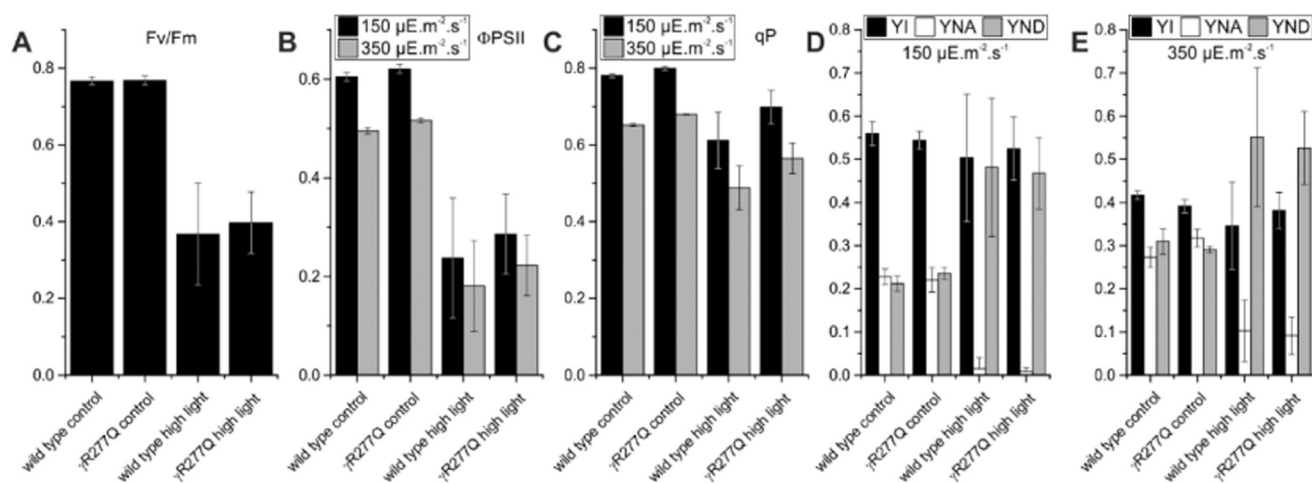 A
Fv/Fm
0.8
0.6
0.4
0.2
0.0
wild type control
γR277Q control
wild type high light
γR277Q high light
B
ΦPSII
150 µE.m⁻².s⁻¹
350 µE.m⁻².s⁻¹
0.6
0.4
0.2
0.0
wild type control
γR277Q control
wild type high light
γR277Q high light
C
qP
150 µE.m⁻².s⁻¹
350 µE.m⁻².s⁻¹
0.8
0.6
0.4
0.2
0.0
wild type control
γR277Q control
wild type high light
γR277Q high light
D
YI YNA YND
150 µE.m⁻².s⁻¹
0.8
0.7
0.6
0.5
0.4
0.3
0.2
0.1
0.0
wild type control
γR277Q control
wild type high light
γR277Q high light
E
YI YNA YND
350 µE.m⁻².s⁻¹
0.8
0.7
0.6
0.5
0.4
0.3
0.2
0.1
0.0
wild type control
γR277Q control
wild type high light
γR277Q high light